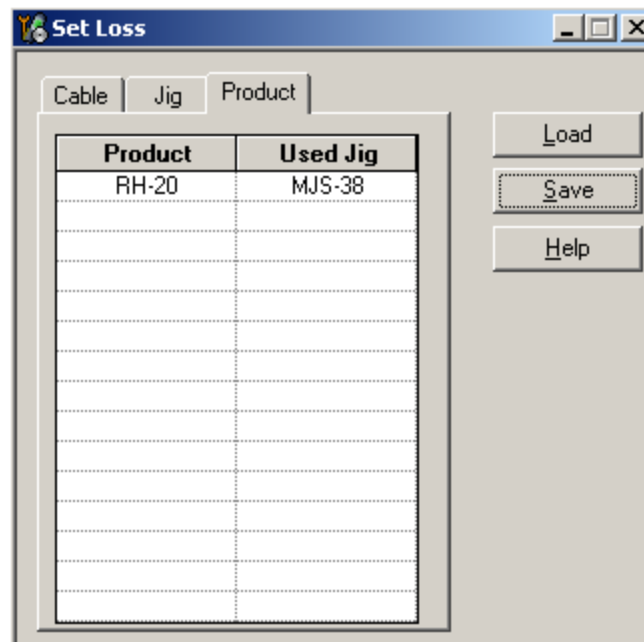 Set Loss
Cable Jig Product
Product Used Jig
RH-20 MJS-38
Load
Save
Help